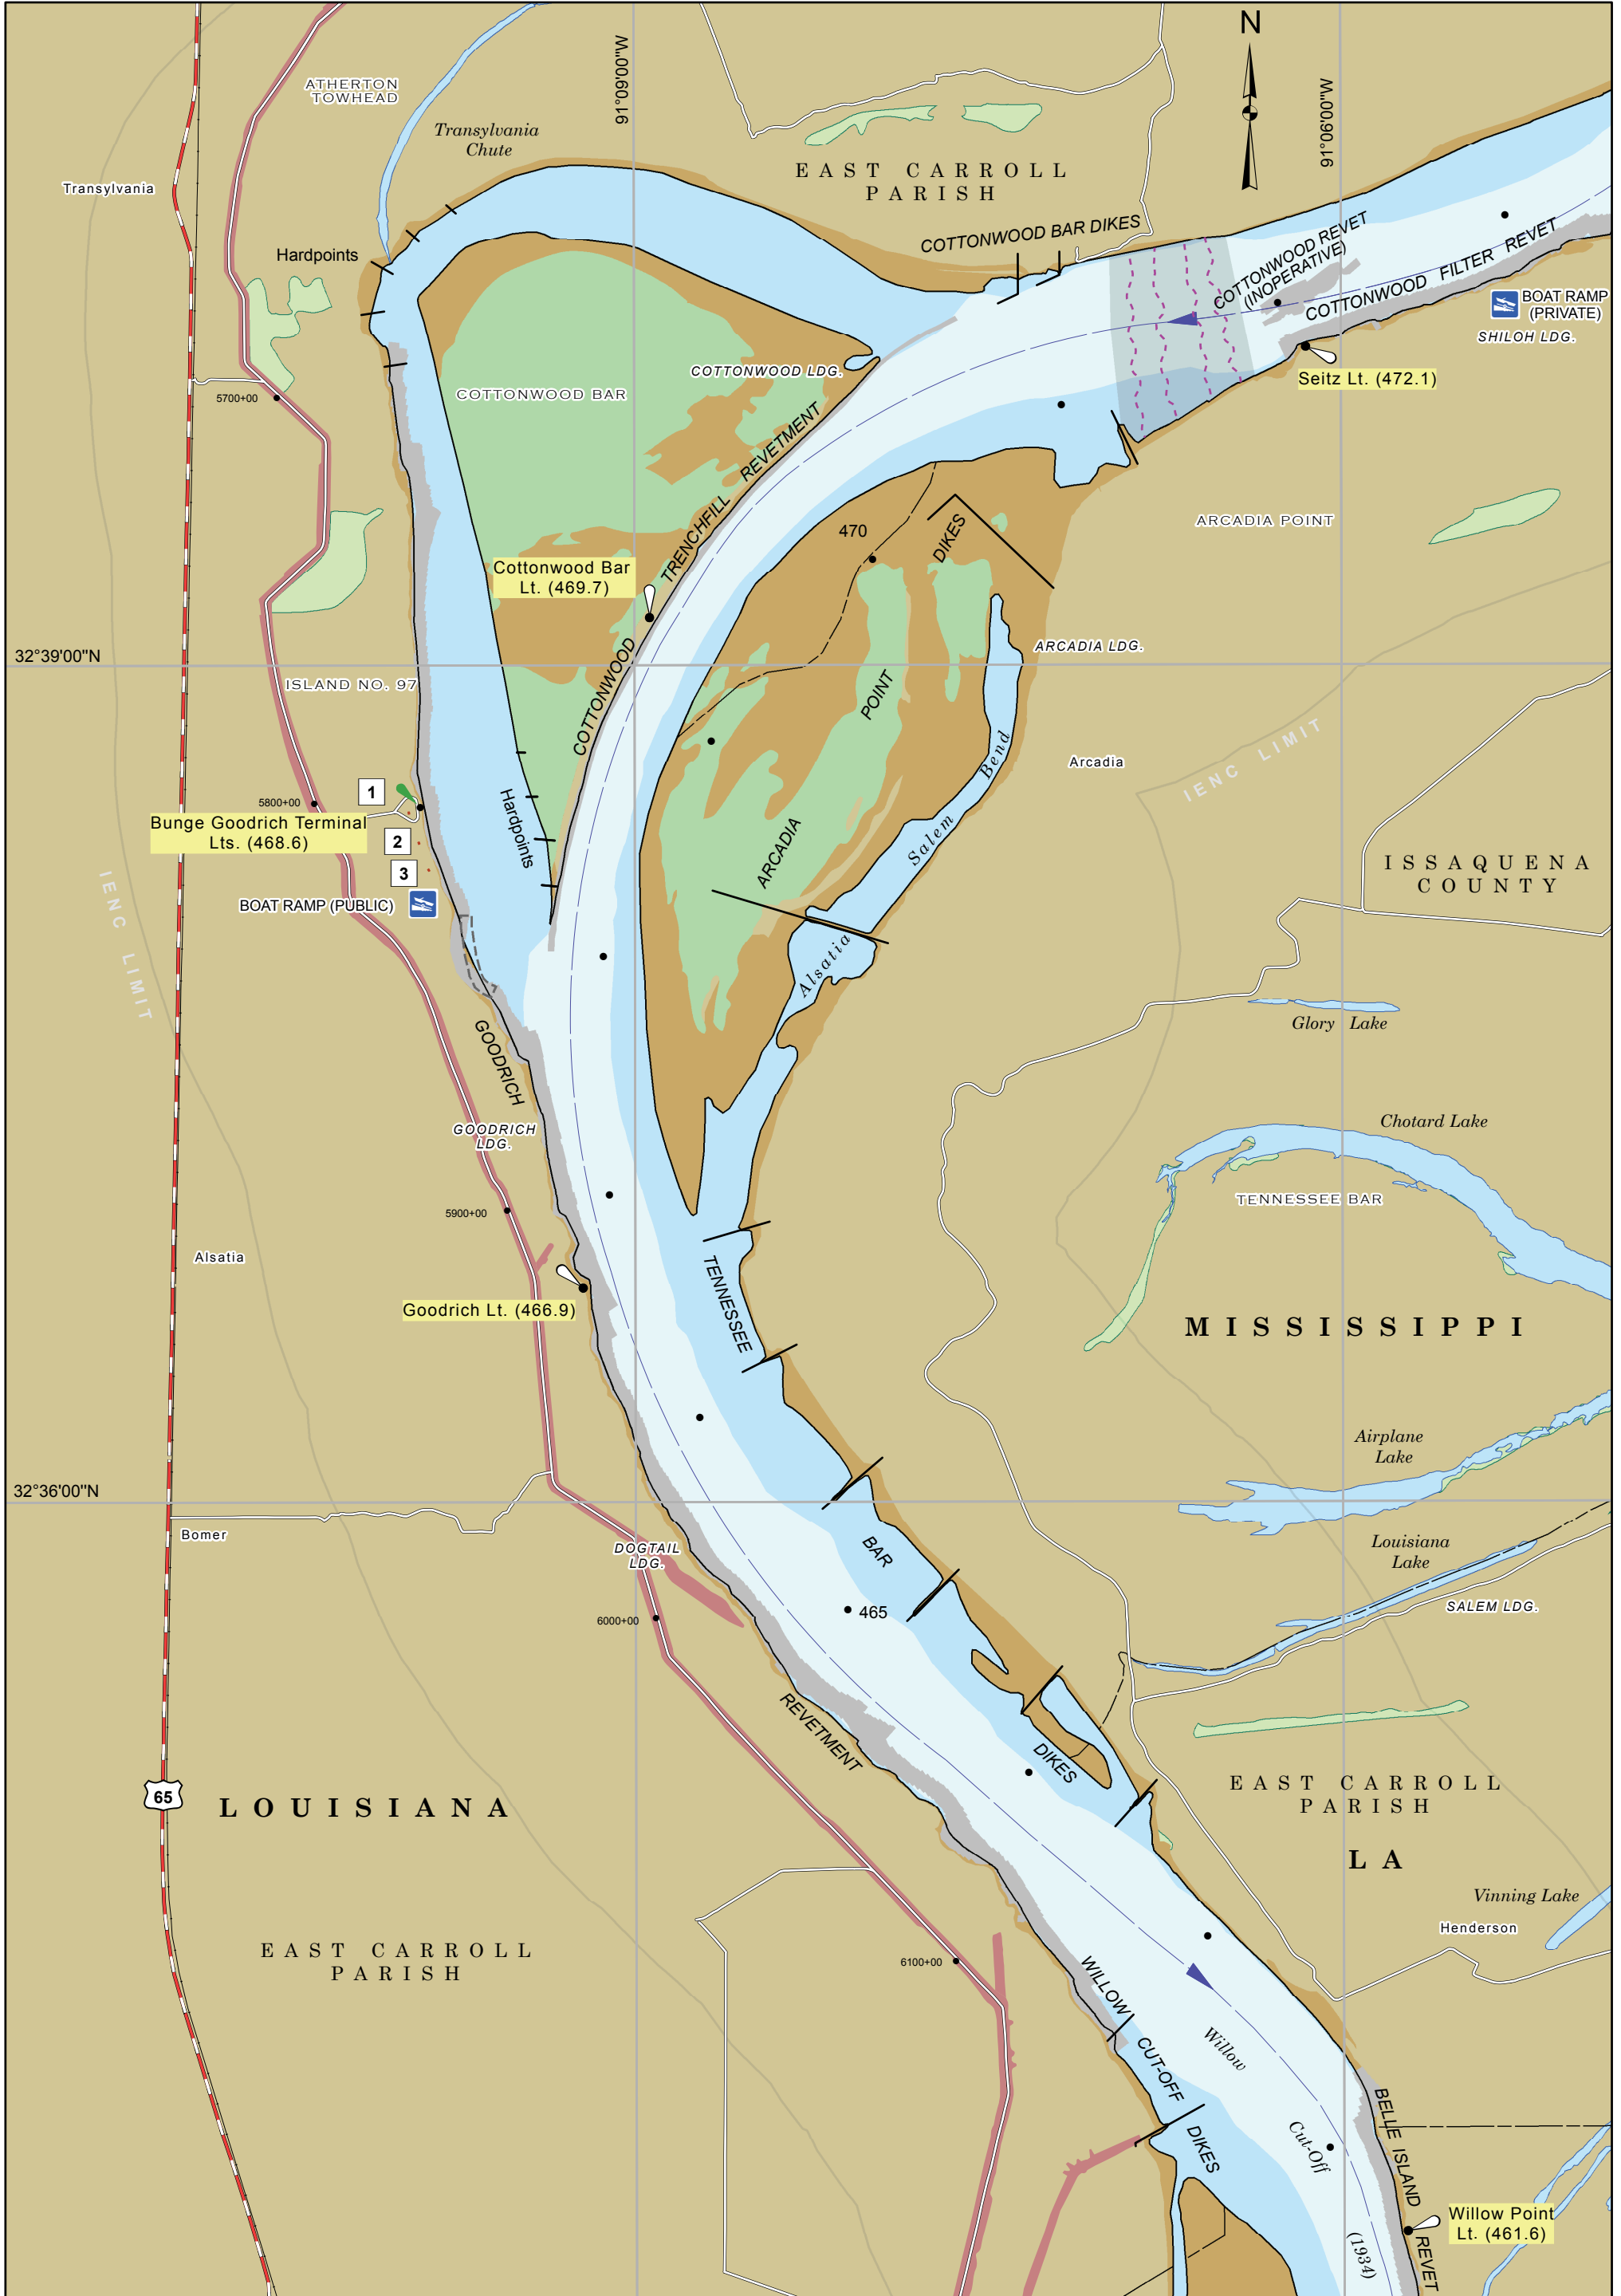 N
91°09'0.0"W
91°06'0.0"W
ATHERTON
TOWHEAD
Transylvania
Chute
EAST CARROLL
PARISH
Transylvania
Hardpoints
COTTONWOOD BAR DIKES
COTTONWOOD REVET
(INOPERATIVE)
COTTONWOOD FILTER REVET
BOAT RAMP
(PRIVATE)
SHILOH LDG.
Seitz Lt. (472.1)
COTTONWOOD LDG.
COTTONWOOD BAR
5700+00
COTTONWOOD TRENCHFILL REVETMENT
Cottonwood Bar
Lt. (469.7)
470
ARCADIA POINT DIKES
ARCADIA POINT
32°39'00"N
ARCADIA LDG.
ISLAND NO. 97
Arcadia
IENC LIMIT
Alsatia Salem Bend
1
5800+00
Bunge Goodrich Terminal
Lts. (468.6)
2
3
BOAT RAMP (PUBLIC)
Hardpoints
ISSAQUENA
COUNTY
IENC LIMIT
Glory Lake
GOODRICH REVETMENT
GOODRICH
LDG.
Chotard Lake
TENNESSEE BAR
5900+00
Alsatia
Goodrich Lt. (466.9)
TENNESSEE BAR DIKES
MISSISSIPPI
Airplane
Lake
32°36'00"N
Bomer
DOGTAIL
LDG.
Louisiana
Lake
SALEM LDG.
465
6000+00
65
LOUISIANA
EAST CARROLL
PARISH
LA
Vinning Lake
Henderson
EAST CARROLL
PARISH
6100+00
WILLOW CUT-OFF DIKES
Willow Cut-Off (1934)
BELLE ISLAND REVET
Willow Point
Lt. (461.6)